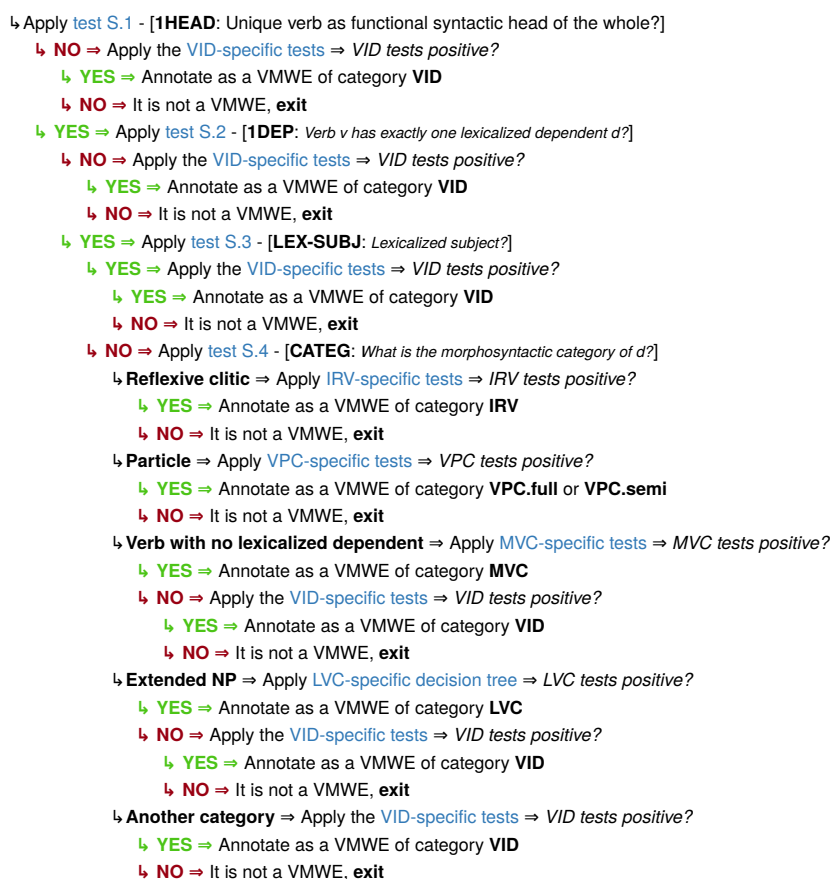 ↳Apply test S.1 - [1HEAD: Unique verb as functional syntactic head of the whole?]
↳ NO ⇒ Apply the VID-specific tests ⇒ VID tests positive?
↳ YES ⇒ Annotate as a VMWE of category VID
↳ NO ⇒ It is not a VMWE, exit
↳ YES ⇒ Apply test S.2 - [1DEP: Verb v has exactly one lexicalized dependent d?]
↳ NO ⇒ Apply the VID-specific tests ⇒ VID tests positive?
↳ YES ⇒ Annotate as a VMWE of category VID
↳ NO ⇒ It is not a VMWE, exit
↳ YES ⇒ Apply test S.3 - [LEX-SUBJ: Lexicalized subject?]
↳ YES ⇒ Apply the VID-specific tests ⇒ VID tests positive?
↳ YES ⇒ Annotate as a VMWE of category VID
↳ NO ⇒ It is not a VMWE, exit
↳ NO ⇒ Apply test S.4 - [CATEG: What is the morphosyntactic category of d?]
↳Reflexive clitic ⇒ Apply IRV-specific tests ⇒ IRV tests positive?
↳ YES ⇒ Annotate as a VMWE of category IRV
↳ NO ⇒ It is not a VMWE, exit
↳Particle ⇒ Apply VPC-specific tests ⇒ VPC tests positive?
↳ YES ⇒ Annotate as a VMWE of category VPC.full or VPC.semi
↳ NO ⇒ It is not a VMWE, exit
↳Verb with no lexicalized dependent ⇒ Apply MVC-specific tests ⇒ MVC tests positive?
↳ YES ⇒ Annotate as a VMWE of category MVC
↳ NO ⇒ Apply the VID-specific tests ⇒ VID tests positive?
↳ YES ⇒ Annotate as a VMWE of category VID
↳ NO ⇒ It is not a VMWE, exit
↳Extended NP ⇒ Apply LVC-specific decision tree ⇒ LVC tests positive?
↳ YES ⇒ Annotate as a VMWE of category LVC
↳ NO ⇒ Apply the VID-specific tests ⇒ VID tests positive?
↳ YES ⇒ Annotate as a VMWE of category VID
↳ NO ⇒ It is not a VMWE, exit
↳Another category ⇒ Apply the VID-specific tests ⇒ VID tests positive?
↳ YES ⇒ Annotate as a VMWE of category VID
↳ NO ⇒ It is not a VMWE, exit